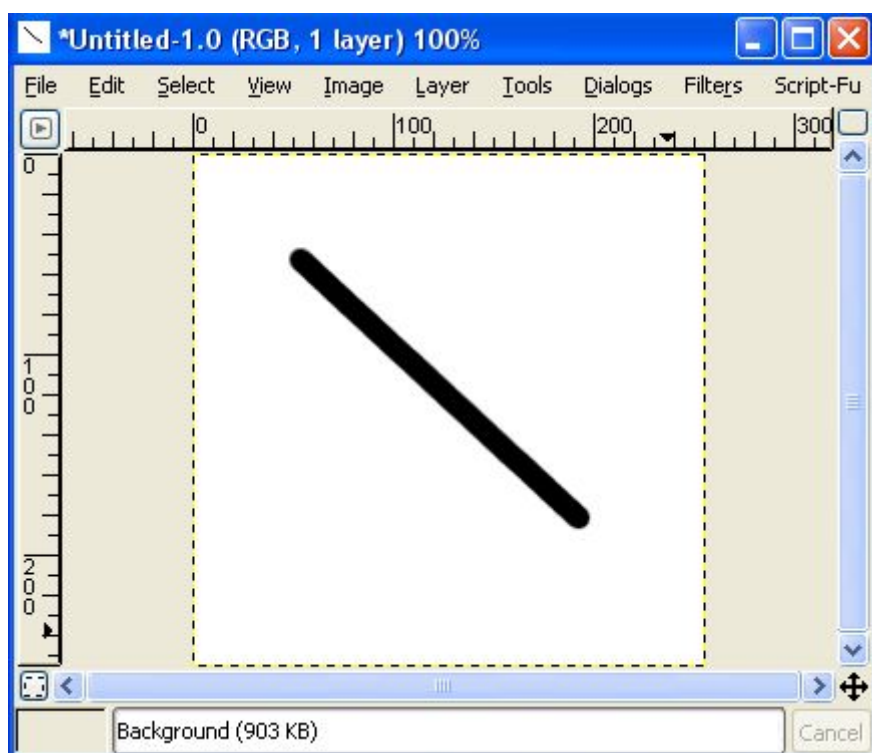 *Untitled-1.0 (RGB, 1 layer) 100%
File Edit Select View Image Layer Tools Dialogs Filters Script-Fu
0 100 200 300
0
100
200
Background (903 KB) Cancel